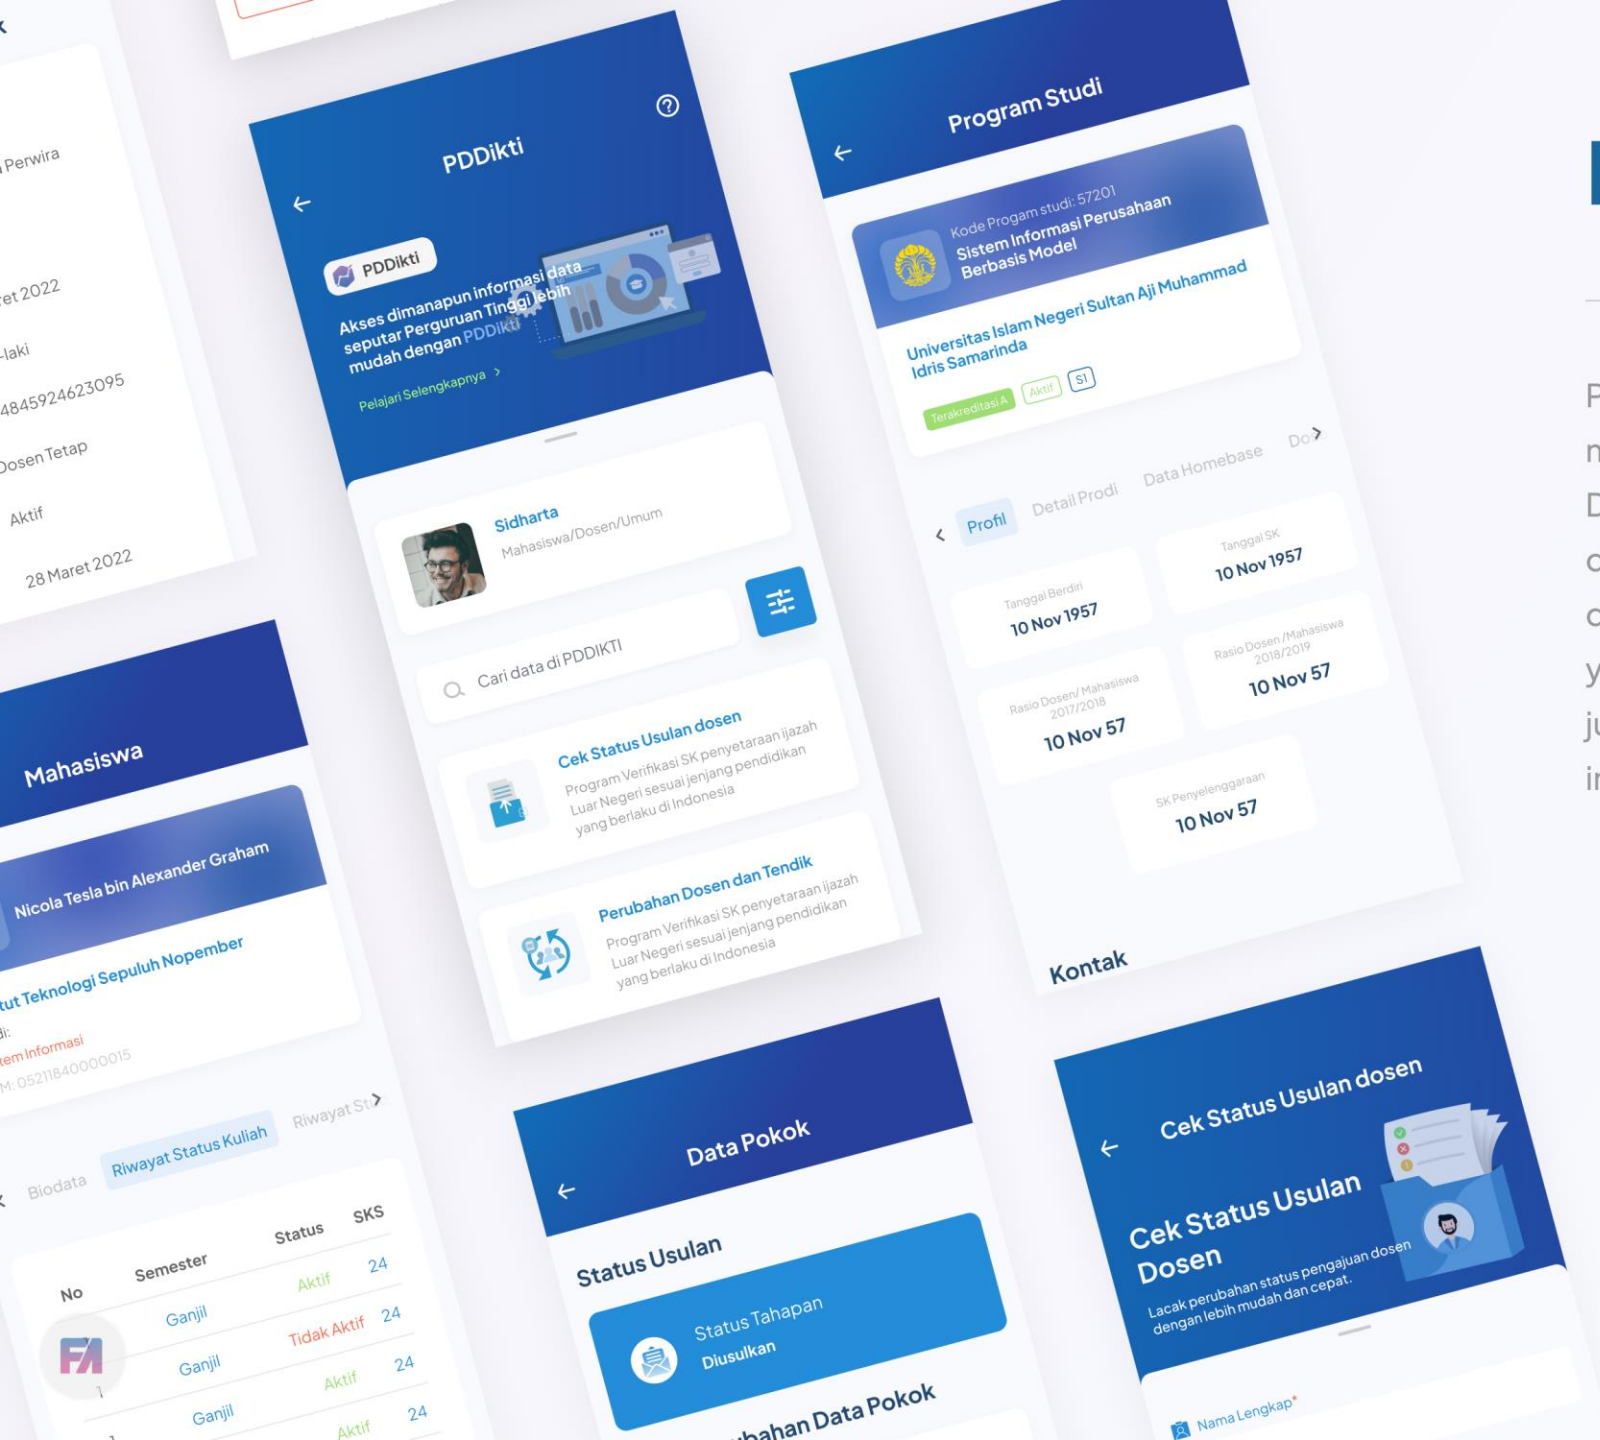 Perwira
2022
4845924623095
Dosen Tetap
Aktif
28 Maret 2022
PDDikti
PDDikti
Akses dimanapun informasi data
seputar Perguruan Tinggi lebih
mudah dengan PDDikti
Pelajari Selengkapnya
Sidharta
Mahasiswa/Dosen/Umum
Cari data di PDDIKTI
Cek Status Usulan dosen
Program Verifikasi SK penyetaraan ijazah
Luar Negeri sesuai jenjang pendidikan
yang berlaku di Indonesia
Perubahan Dosen dan Tendik
Program Verifikasi SK penyetaraan ijazah
Luar Negeri sesuai jenjang pendidikan
yang berlaku di Indonesia
Program Studi
Kode Progam studi: 57201
Sistem Informasi Perusahaan
Berbasis Model
Universitas Islam Negeri Sultan Aji Muhammad
Idris Samarinda
Terakreditasi A
Aktif
S1
Profil
Detail Prodi
Data Homebase
Tanggal Berdiri
10 Nov 1957
Tanggal SK
10 Nov 1957
Rasio Dosen/ Mahasiswa
2017/2018
10 Nov 57
Rasio Dosen /Mahasiswa
2018/2019
10 Nov 57
SK Penyelenggaraan
10 Nov 57
Kontak
Mahasiswa
Nicola Tesla bin Alexander Graham
Teknologi Sepuluh Nopember
Informasi
05211840000015
Biodata
Riwayat Status Kuliah
Riwayat
No Semester Status SKS
Ganjil Aktif 24
Ganjil Tidak Aktif 24
Ganjil Aktif 24
Aktif 24
FA
Data Pokok
Status Usulan
Status Tahapan
Diusulkan
Data Pokok
Cek Status Usulan dosen
Cek Status Usulan
Dosen
Lacak perubahan status pengajuan dosen
dengan lebih mudah dan cepat.
Nama Lengkap*